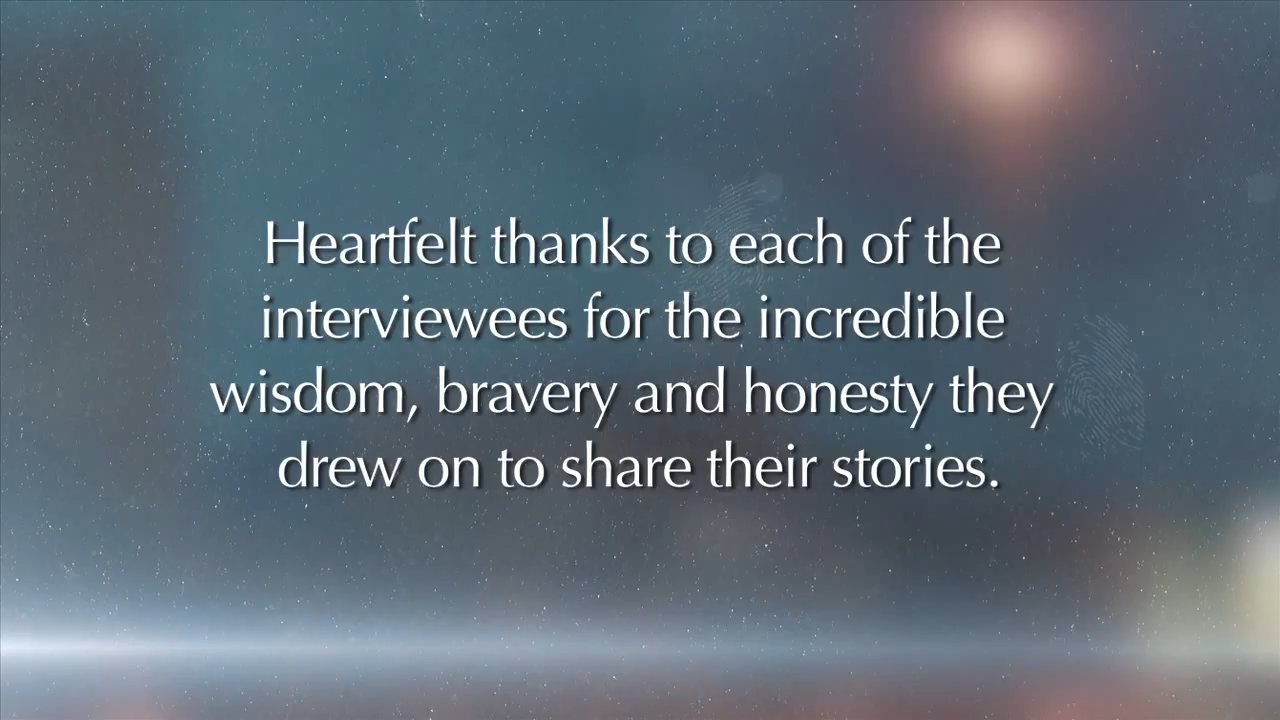 Heartfelt thanks to each of the
interviewees for the incredible
wisdom, bravery and honesty they
drew on to share their stories.